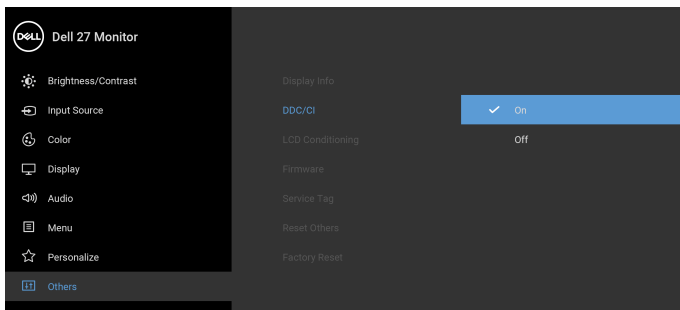 DELL Dell 27 Monitor
Brightness/Contrast
Input Source
Color
Display
Audio
Menu
Personalize
Others
Display Info
DDC/CI
LCD Conditioning
Firmware
Service Tag
Reset Others
Factory Reset
On
Off